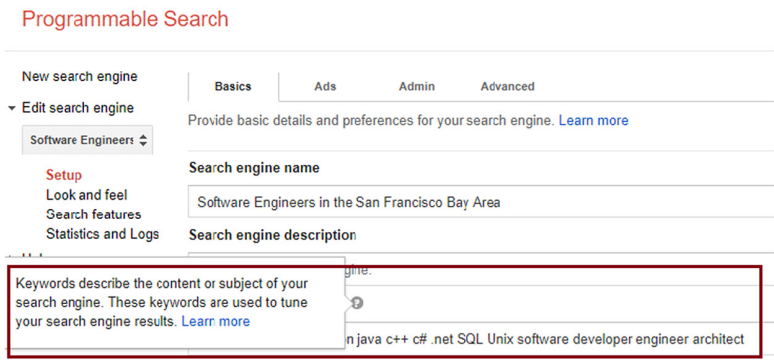 Programmable Search
New search engine
Edit search engine
Software Engineers
Setup
Look and feel
Search features
Statistics and Logs
Basics Ads Admin Advanced
Provide basic details and preferences for your search engine. Learn more
Search engine name
Software Engineers in the San Francisco Bay Area
Search engine description
Keywords describe the content or subject of your
search engine. These keywords are used to tune
your search engine results. Learn more
java c++ c# .net SQL Unix software developer engineer architect